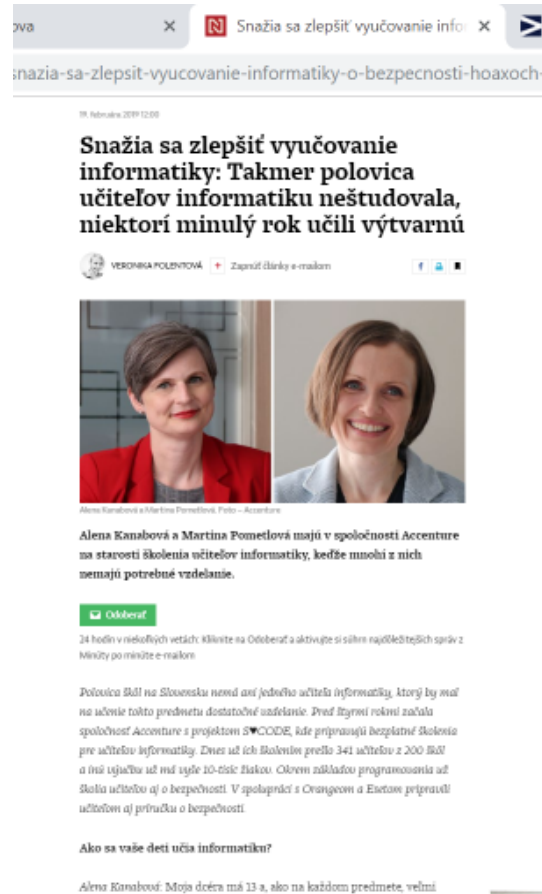 ova
Snažia sa zlepšiť vyučovanie info
snazia-sa-zlepsit-vyucovanie-informatiky-o-bezpecnosti-hoaxoch-
19. februára 2019 12:00
Snažia sa zlepšiť vyučovanie
informatiky: Takmer polovica
učiteľov informatiku neštudovala,
niektorí minulý rok učili výtvarnú
VERONIKA FOLENTOVÁ + Zapnúť články e-mailom
Alena Kanabová a Martina Pometlová. Foto – Accenture
Alena Kanabová a Martina Pometlová majú v spoločnosti Accenture
na starosti školenia učiteľov informatiky, keďže mnohí z nich
nemajú potrebné vzdelanie.
Odoberať
24 hodín v niekoľkých vetách: Kliknite na Odoberať a aktivujte si súhrn najdôležitejších správ z
Minúty po minúte e-mailom
Polovica škôl na Slovensku nemá ani jedného učiteľa informatiky, ktorý by mal
na učenie tohto predmetu dostatočné vzdelanie. Pred štyrmi rokmi začala
spoločnosť Accenture s projektom S♥CODE, kde pripravujú bezplatné školenia
pre učiteľov informatiky. Dnes už ich školením prešlo 341 učiteľov z 200 škôl
a inú výučbu už má vyše 10-tisíc žiakov. Okrem základov programovania už
školia učiteľov aj o bezpečnosti. V spolupráci s Orangeom a Esetom pripravili
učiteľom aj príručku o bezpečnosti.
Ako sa vaše deti učia informatiku?
Alena Kanabová: Moja dcéra má 13 a, ako na každom predmete, veľmi